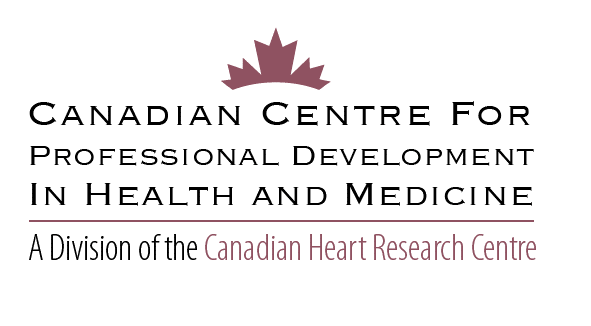 CANADIAN CENTRE FOR
PROFESSIONAL DEVELOPMENT
IN HEALTH AND MEDICINE
A Division of the Canadian Heart Research Centre